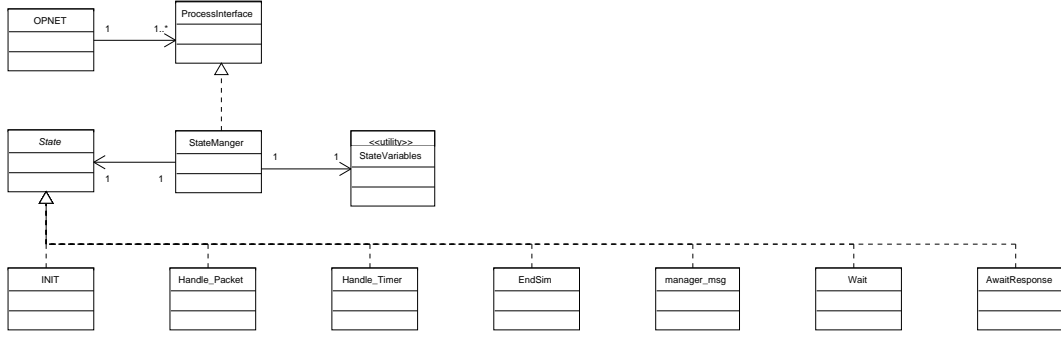 OPNET
ProcessInterface
1
1..*
State
StateManger
<<utility>>
StateVariables
1
1
1
1
INIT
Handle_Packet
Handle_Timer
EndSim
manager_msg
Wait
AwaitResponse